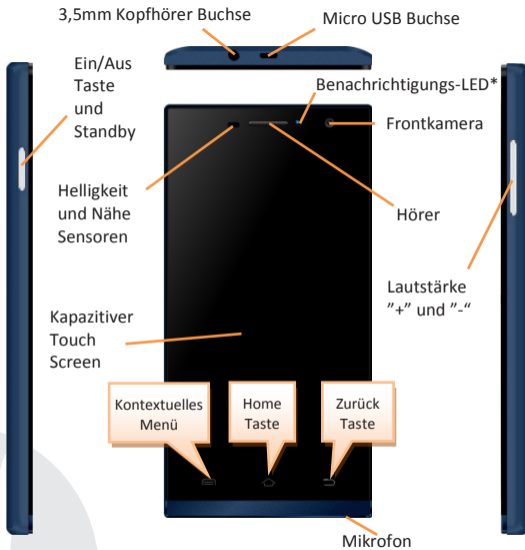 3,5mm Kopfhörer Buchse
Micro USB Buchse
Ein/Aus
Taste
und
Standby
Benachrichtigungs-LED*
Frontkamera
Helligkeit
und Nähe
Sensoren
Hörer
Lautstärke
”+” und ”-“
Kapazitiver
Touch
Screen
Kontextuelles
Menü
Home
Taste
Zurück
Taste
Mikrofon